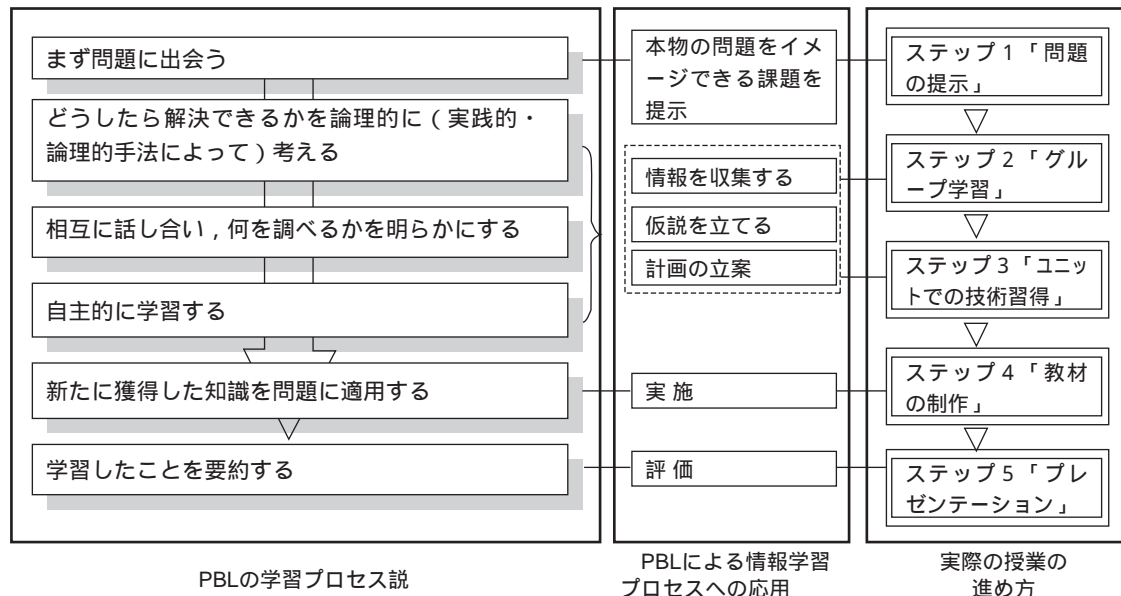 まず問題に出会う
どうしたら解決できるかを論理的に（実践的・
論理的手法によって）考える
相互に話し合い，何を調べるかを明らかにする
自主的に学習する
新たに獲得した知識を問題に適用する
学習したことを要約する
PBLの学習プロセス説
本物の問題をイメ
ージできる課題を
提示
情報を収集する
仮説を立てる
計画の立案
実 施
評 価
PBLによる情報学習
プロセスへの応用
ステップ１「問題
の提示」
ステップ２「グル
ープ学習」
ステップ３「ユニッ
トでの技術習得」
ステップ４「教材
の制作」
ステップ５「プレ
ゼンテーション」
実際の授業の
進め方